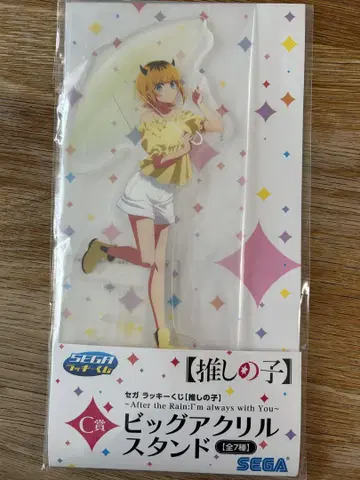 SEGA
ラッキーくじ
【推しの子】
セガ ラッキーくじ【推しの子】
~After the Rain:I'm always with You~
C賞
ビッグアクリル
スタンド
【全7種】
SEGA